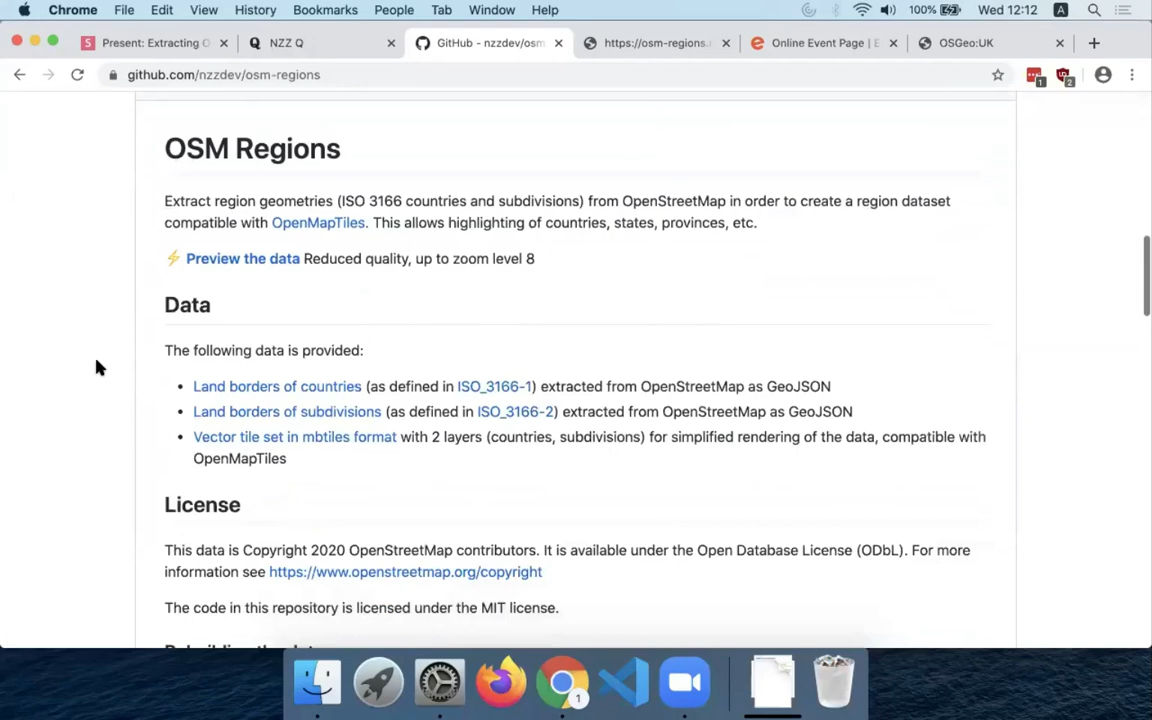 Chrome File Edit View History Bookmarks People Tab Window Help 100% Wed 12:12 A
Present: Extracting O NZZ Q GitHub - nzzdev/osm https://osm-regions. Online Event Page | E OSGeo:UK
github.com/nzzdev/osm-regions 1 2
OSM Regions
Extract region geometries (ISO 3166 countries and subdivisions) from OpenStreetMap in order to create a region dataset
compatible with OpenMapTiles. This allows highlighting of countries, states, provinces, etc.
⚡ Preview the data Reduced quality, up to zoom level 8
Data
The following data is provided:
• Land borders of countries (as defined in ISO_3166-1) extracted from OpenStreetMap as GeoJSON
• Land borders of subdivisions (as defined in ISO_3166-2) extracted from OpenStreetMap as GeoJSON
• Vector tile set in mbtiles format with 2 layers (countries, subdivisions) for simplified rendering of the data, compatible with
OpenMapTiles
License
This data is Copyright 2020 OpenStreetMap contributors. It is available under the Open Database License (ODbL). For more
information see https://www.openstreetmap.org/copyright
The code in this repository is licensed under the MIT license.
1